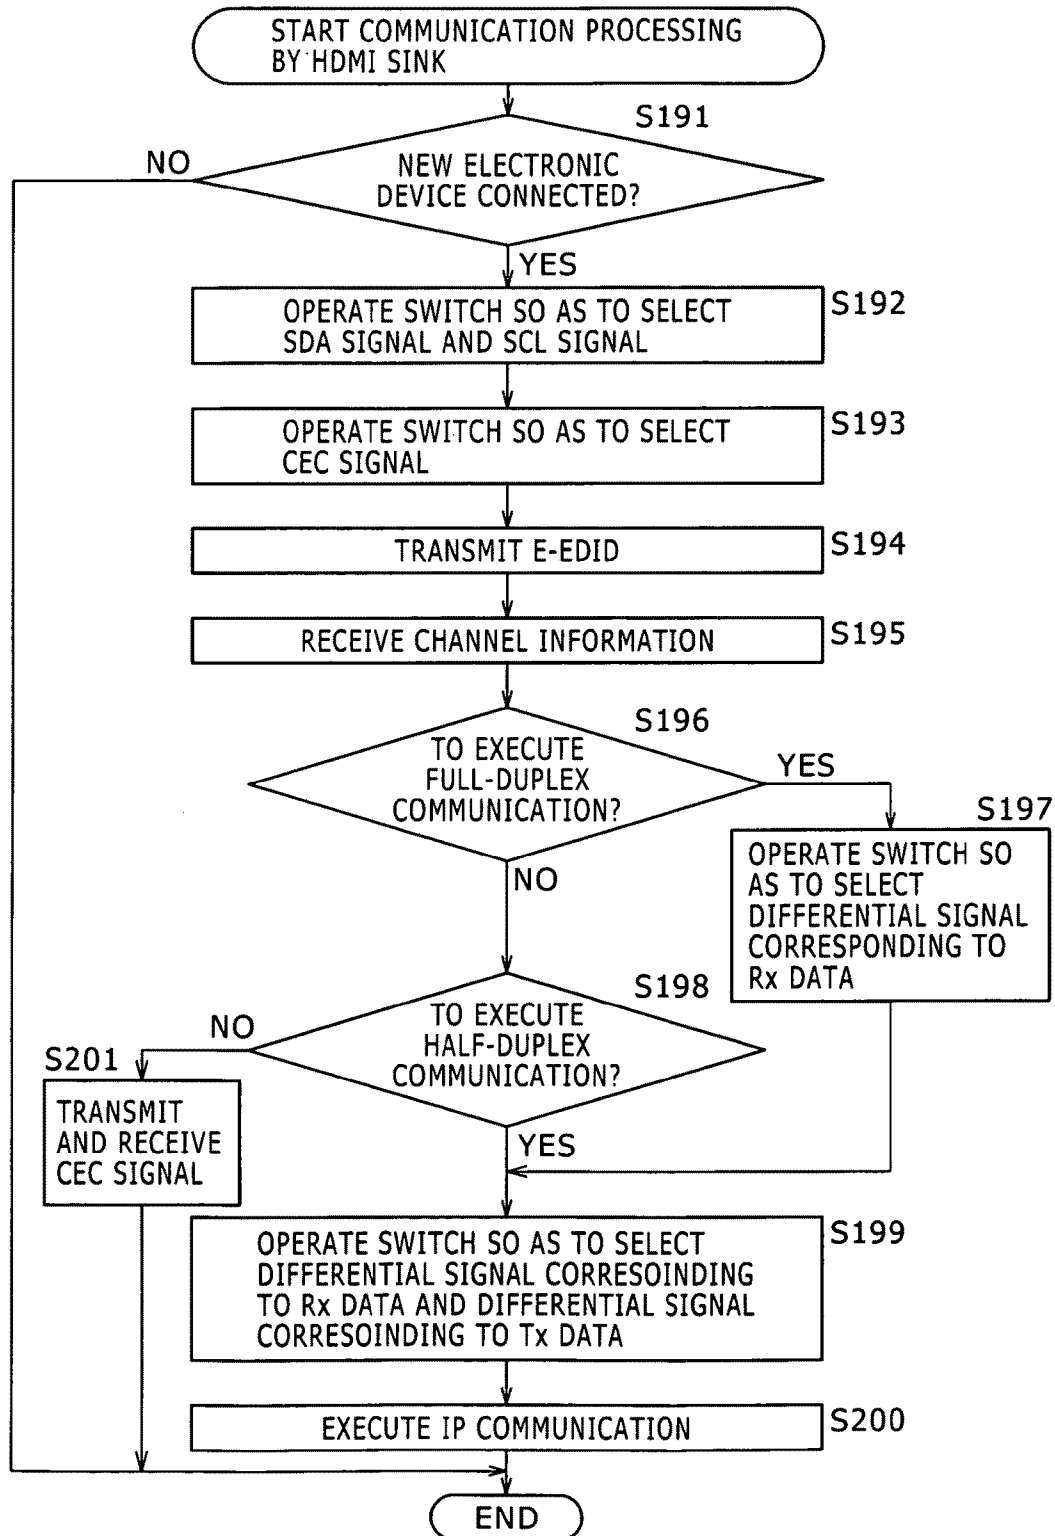 START COMMUNICATION PROCESSING
BY HDMI SINK
S191
NO
NEW ELECTRONIC
DEVICE CONNECTED?
YES
S192
OPERATE SWITCH SO AS TO SELECT
SDA SIGNAL AND SCL SIGNAL
S193
OPERATE SWITCH SO AS TO SELECT
CEC SIGNAL
TRANSMIT E-EDID
S194
RECEIVE CHANNEL INFORMATION
S195
S196
TO EXECUTE
FULL-DUPLEX
COMMUNICATION?
YES
S197
OPERATE SWITCH SO
AS TO SELECT
DIFFERENTIAL SIGNAL
CORRESPONDING TO
Rx DATA
NO
S198
TO EXECUTE
HALF-DUPLEX
COMMUNICATION?
NO
S201
TRANSMIT
AND RECEIVE
CEC SIGNAL
YES
S199
OPERATE SWITCH SO AS TO SELECT
DIFFERENTIAL SIGNAL CORRESOINDING
TO Rx DATA AND DIFFERENTIAL SIGNAL
CORRESOINDING TO Tx DATA
EXECUTE IP COMMUNICATION
S200
END